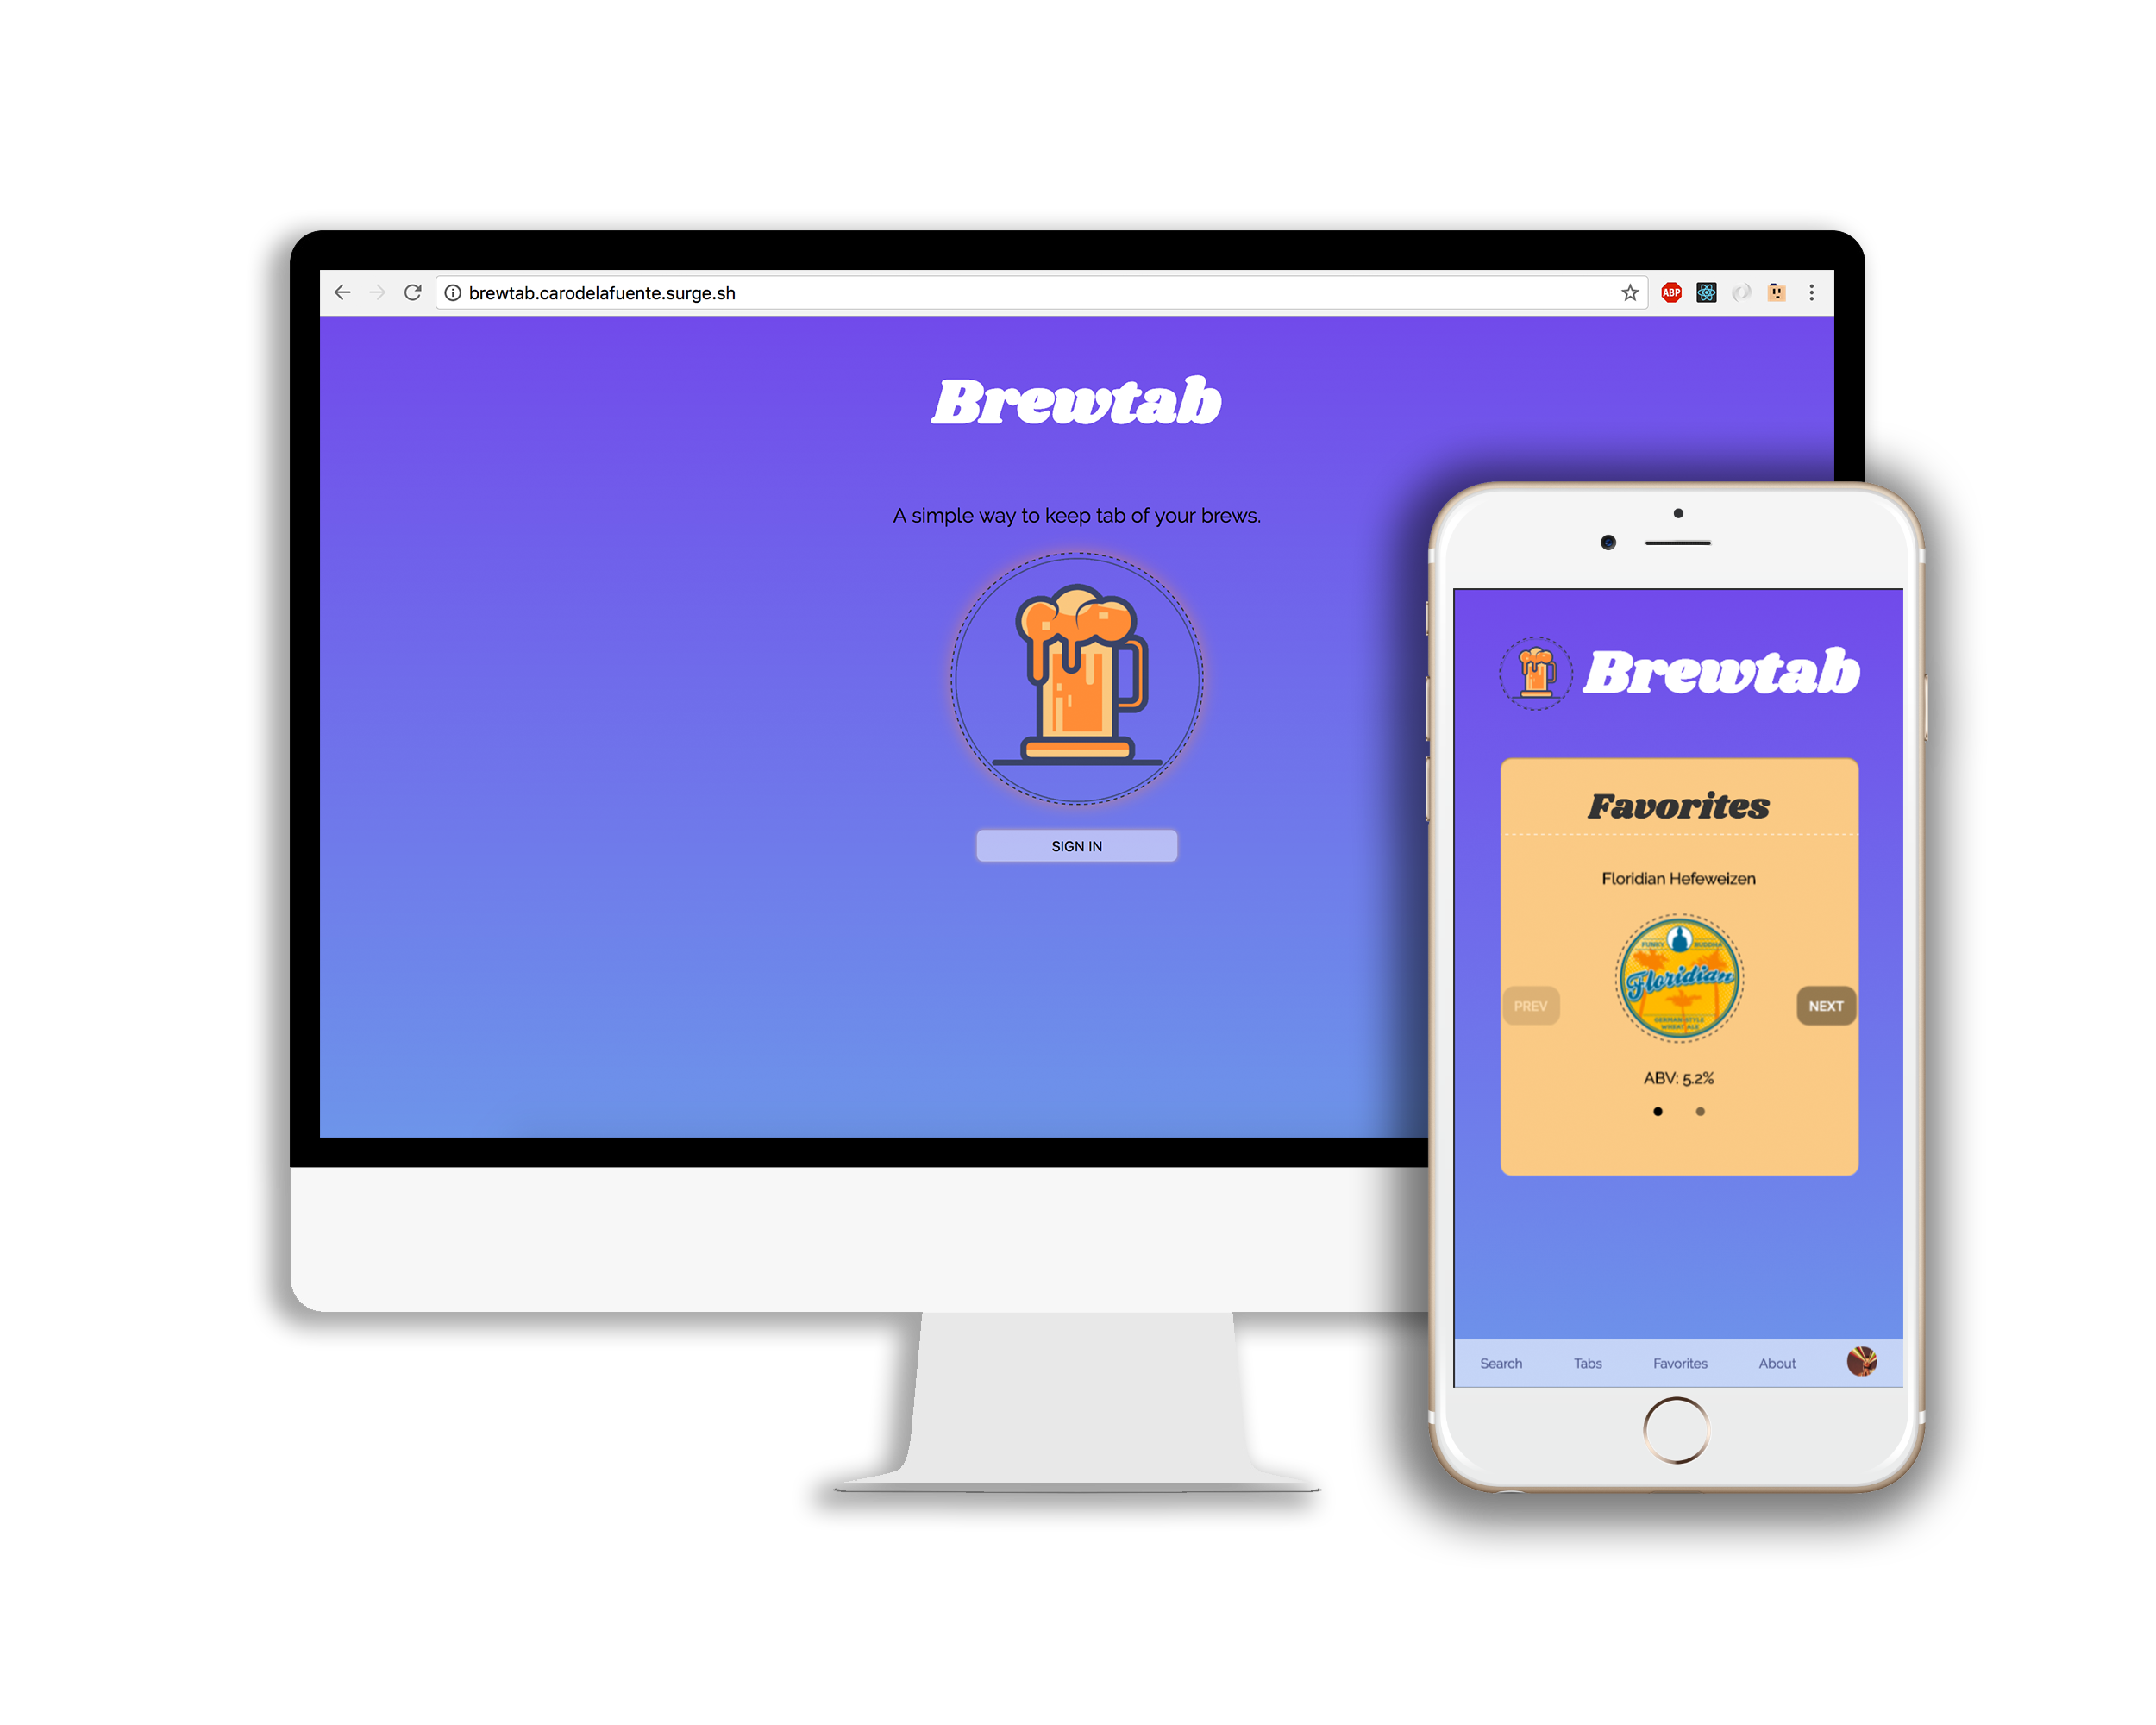 brewtab.carodelafuente.surge.sh
ABP
Brewtab
A simple way to keep tab of your brews.
SIGN IN
Brewtab
Favorites
Floridian Hefeweizen
FUNKY BUDDHA
Floridian
GERMAN STYLE
WHEAT ALE
PREV
NEXT
ABV: 5.2%
Search Tabs Favorites About